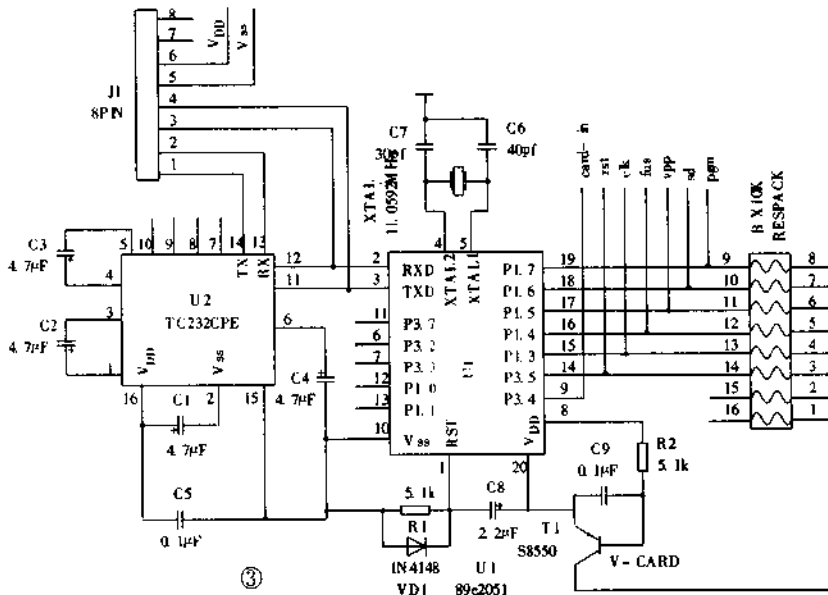 8
7
6
5
4
3
2
1
J1
8PIN
VDD
Vss
C7
30pf
C6
40pf
XTAL
11.0592MHz
card-in
rst
clk
fus
vpp
sd
pgm
8X10K
RESPACK
C3
4.7μF
5
10
9
8
7
14
13
TX
RX
4
12
11
U2
TC232CPE
3
6
C2
4.7μF
1
VDD
Vss
16
2
15
C1
4.7μF
C4
4.7μF
C5
0.1μF
4
5
XTAL2
XTAL1
2
RXD
3
TXD
11
P3.7
6
P3.2
7
P3.3
12
P1.0
13
P1.1
10
Vss
U1
RST
VDD
P1.7
19
P1.6
18
P1.5
17
P1.4
16
P1.3
15
P3.5
14
P3.4
9
8
1
20
9
8
10
7
11
6
12
5
13
4
14
3
15
2
16
1
R2
5.1k
C9
0.1μF
5.1k
R1
C8
2.2μF
T1
S8550
V-CARD
1N4148
VD1
U1
89c2051
③